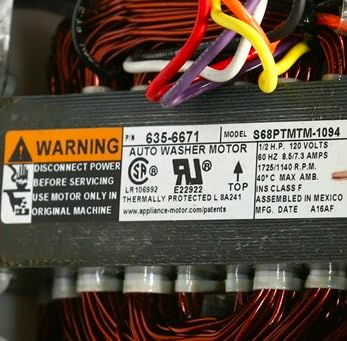 WARNING
DISCONNECT POWER
BEFORE SERVICING
USE MOTOR ONLY IN
ORIGINAL MACHINE
P/N 635-6671 MODEL S68PTMTM-1094
AUTO WASHER MOTOR
LR106992 E22922
TOP
THERMALLY PROTECTED L 8A241
www.appliance-motor.com/patents
1/2 H.P. 120 VOLTS
60 HZ 8.5/7.3 AMPS
1725/1140 R.P.M.
40°C MAX AMB.
INS CLASS F
ASSEMBLED IN MEXICO
MFG. DATE A16AF